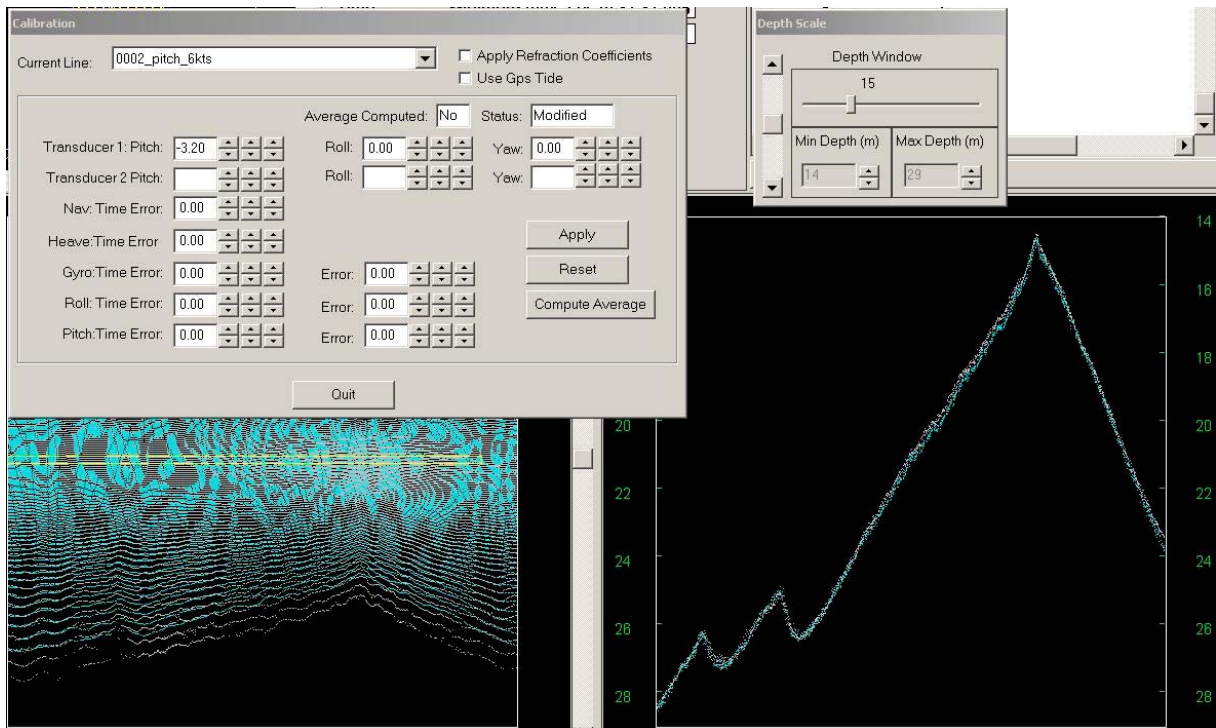 Calibration
Current Line: 0002_pitch_6kts
Apply Refraction Coefficients
Use Gps Tide
Average Computed: No Status: Modified
Transducer 1: Pitch: -3.20 Roll: 0.00 Yaw: 0.00
Transducer 2 Pitch: Roll: Yaw:
Nav: Time Error: 0.00
Heave:Time Error 0.00
Gyro:Time Error: 0.00 Error: 0.00
Roll: Time Error: 0.00 Error: 0.00
Pitch:Time Error: 0.00 Error: 0.00
Apply
Reset
Compute Average
Quit
Depth Scale
Depth Window
15
Min Depth (m) Max Depth (m)
14 29
20
22
24
26
28
14
16
18
20
22
24
26
28